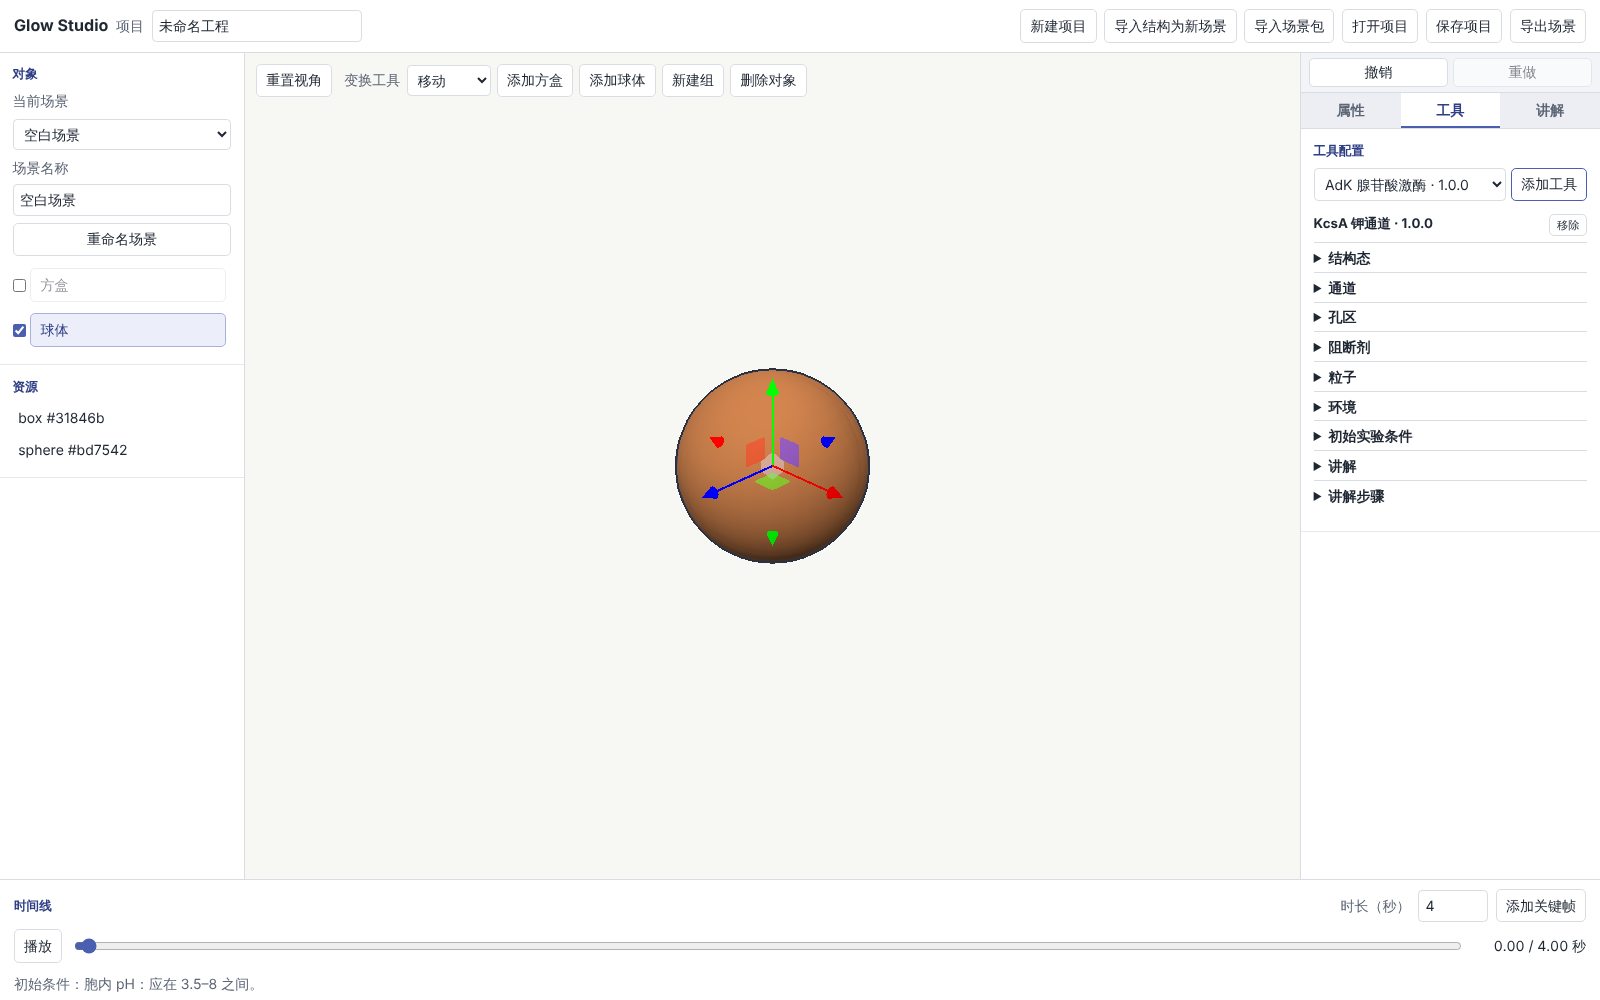 Glow Studio 项目 未命名工程 新建项目 导入结构为新场景 导入场景包 打开项目 保存项目 导出场景
对象
当前场景
空白场景
场景名称
空白场景
重命名场景
方盒
球体
资源
box #31846b
sphere #bd7542
重置视角 变换工具 移动 添加方盒 添加球体 新建组 删除对象
撤销 重做
属性 工具 讲解
工具配置
AdK 腺苷酸激酶 · 1.0.0 添加工具
KcsA 钾通道 · 1.0.0 移除
结构态
通道
孔区
阻断剂
粒子
环境
初始实验条件
讲解
讲解步骤
时间线 时长（秒） 4 添加关键帧
播放 0.00 / 4.00 秒
初始条件：胞内 pH：应在 3.5–8 之间。